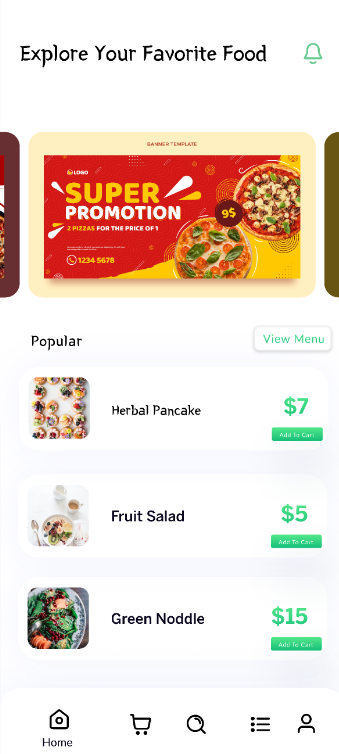 Explore Your Favorite Food
BANNER TEMPLATE
LOGO
SUPER
PROMOTION
2 PIZZAS FOR THE PRICE OF 1
9$
1234 5678
Popular
View Menu
Herbal Pancake
$7
Add To Cart
Fruit Salad
$5
Add To Cart
Green Noddle
$15
Add To Cart
Home